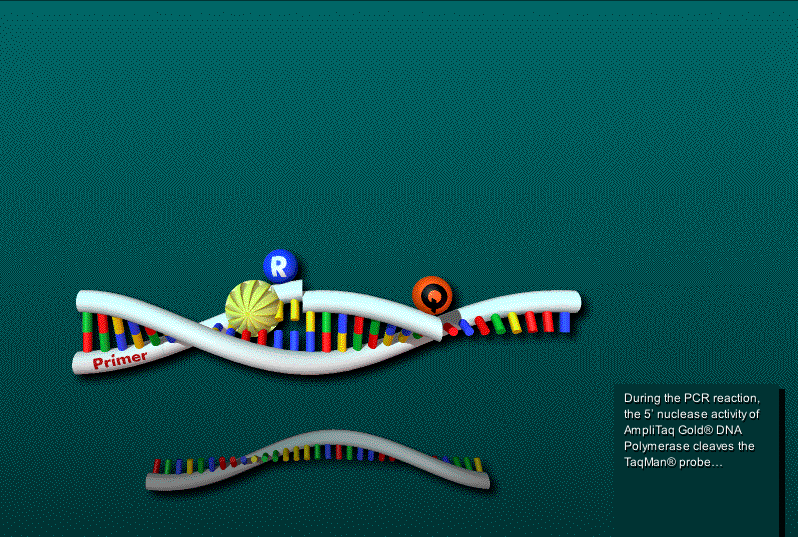 R
Q
Primer
During the PCR reaction,
the 5' nuclease activity of
AmpliTaq Gold® DNA
Polymerase cleaves the
TaqMan® probe…